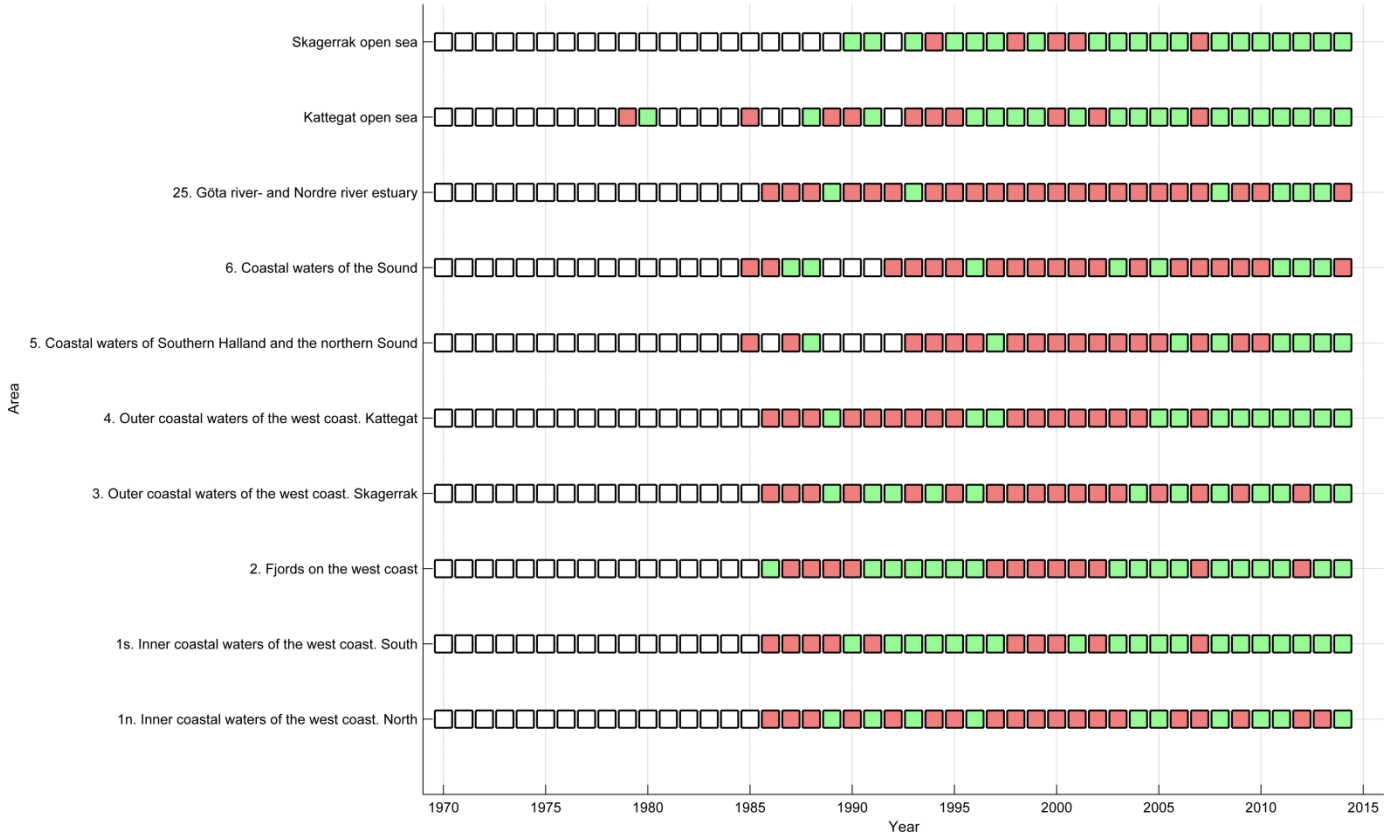 Skagerrak open sea
Kattegat open sea
25. Göta river- and Nordre river estuary
6. Coastal waters of the Sound
5. Coastal waters of Southern Halland and the northern Sound
4. Outer coastal waters of the west coast. Kattegat
3. Outer coastal waters of the west coast. Skagerrak
2. Fjords on the west coast
1s. Inner coastal waters of the west coast. South
1n. Inner coastal waters of the west coast. North
Area
1970 1975 1980 1985 1990 1995 2000 2005 2010 2015
Year